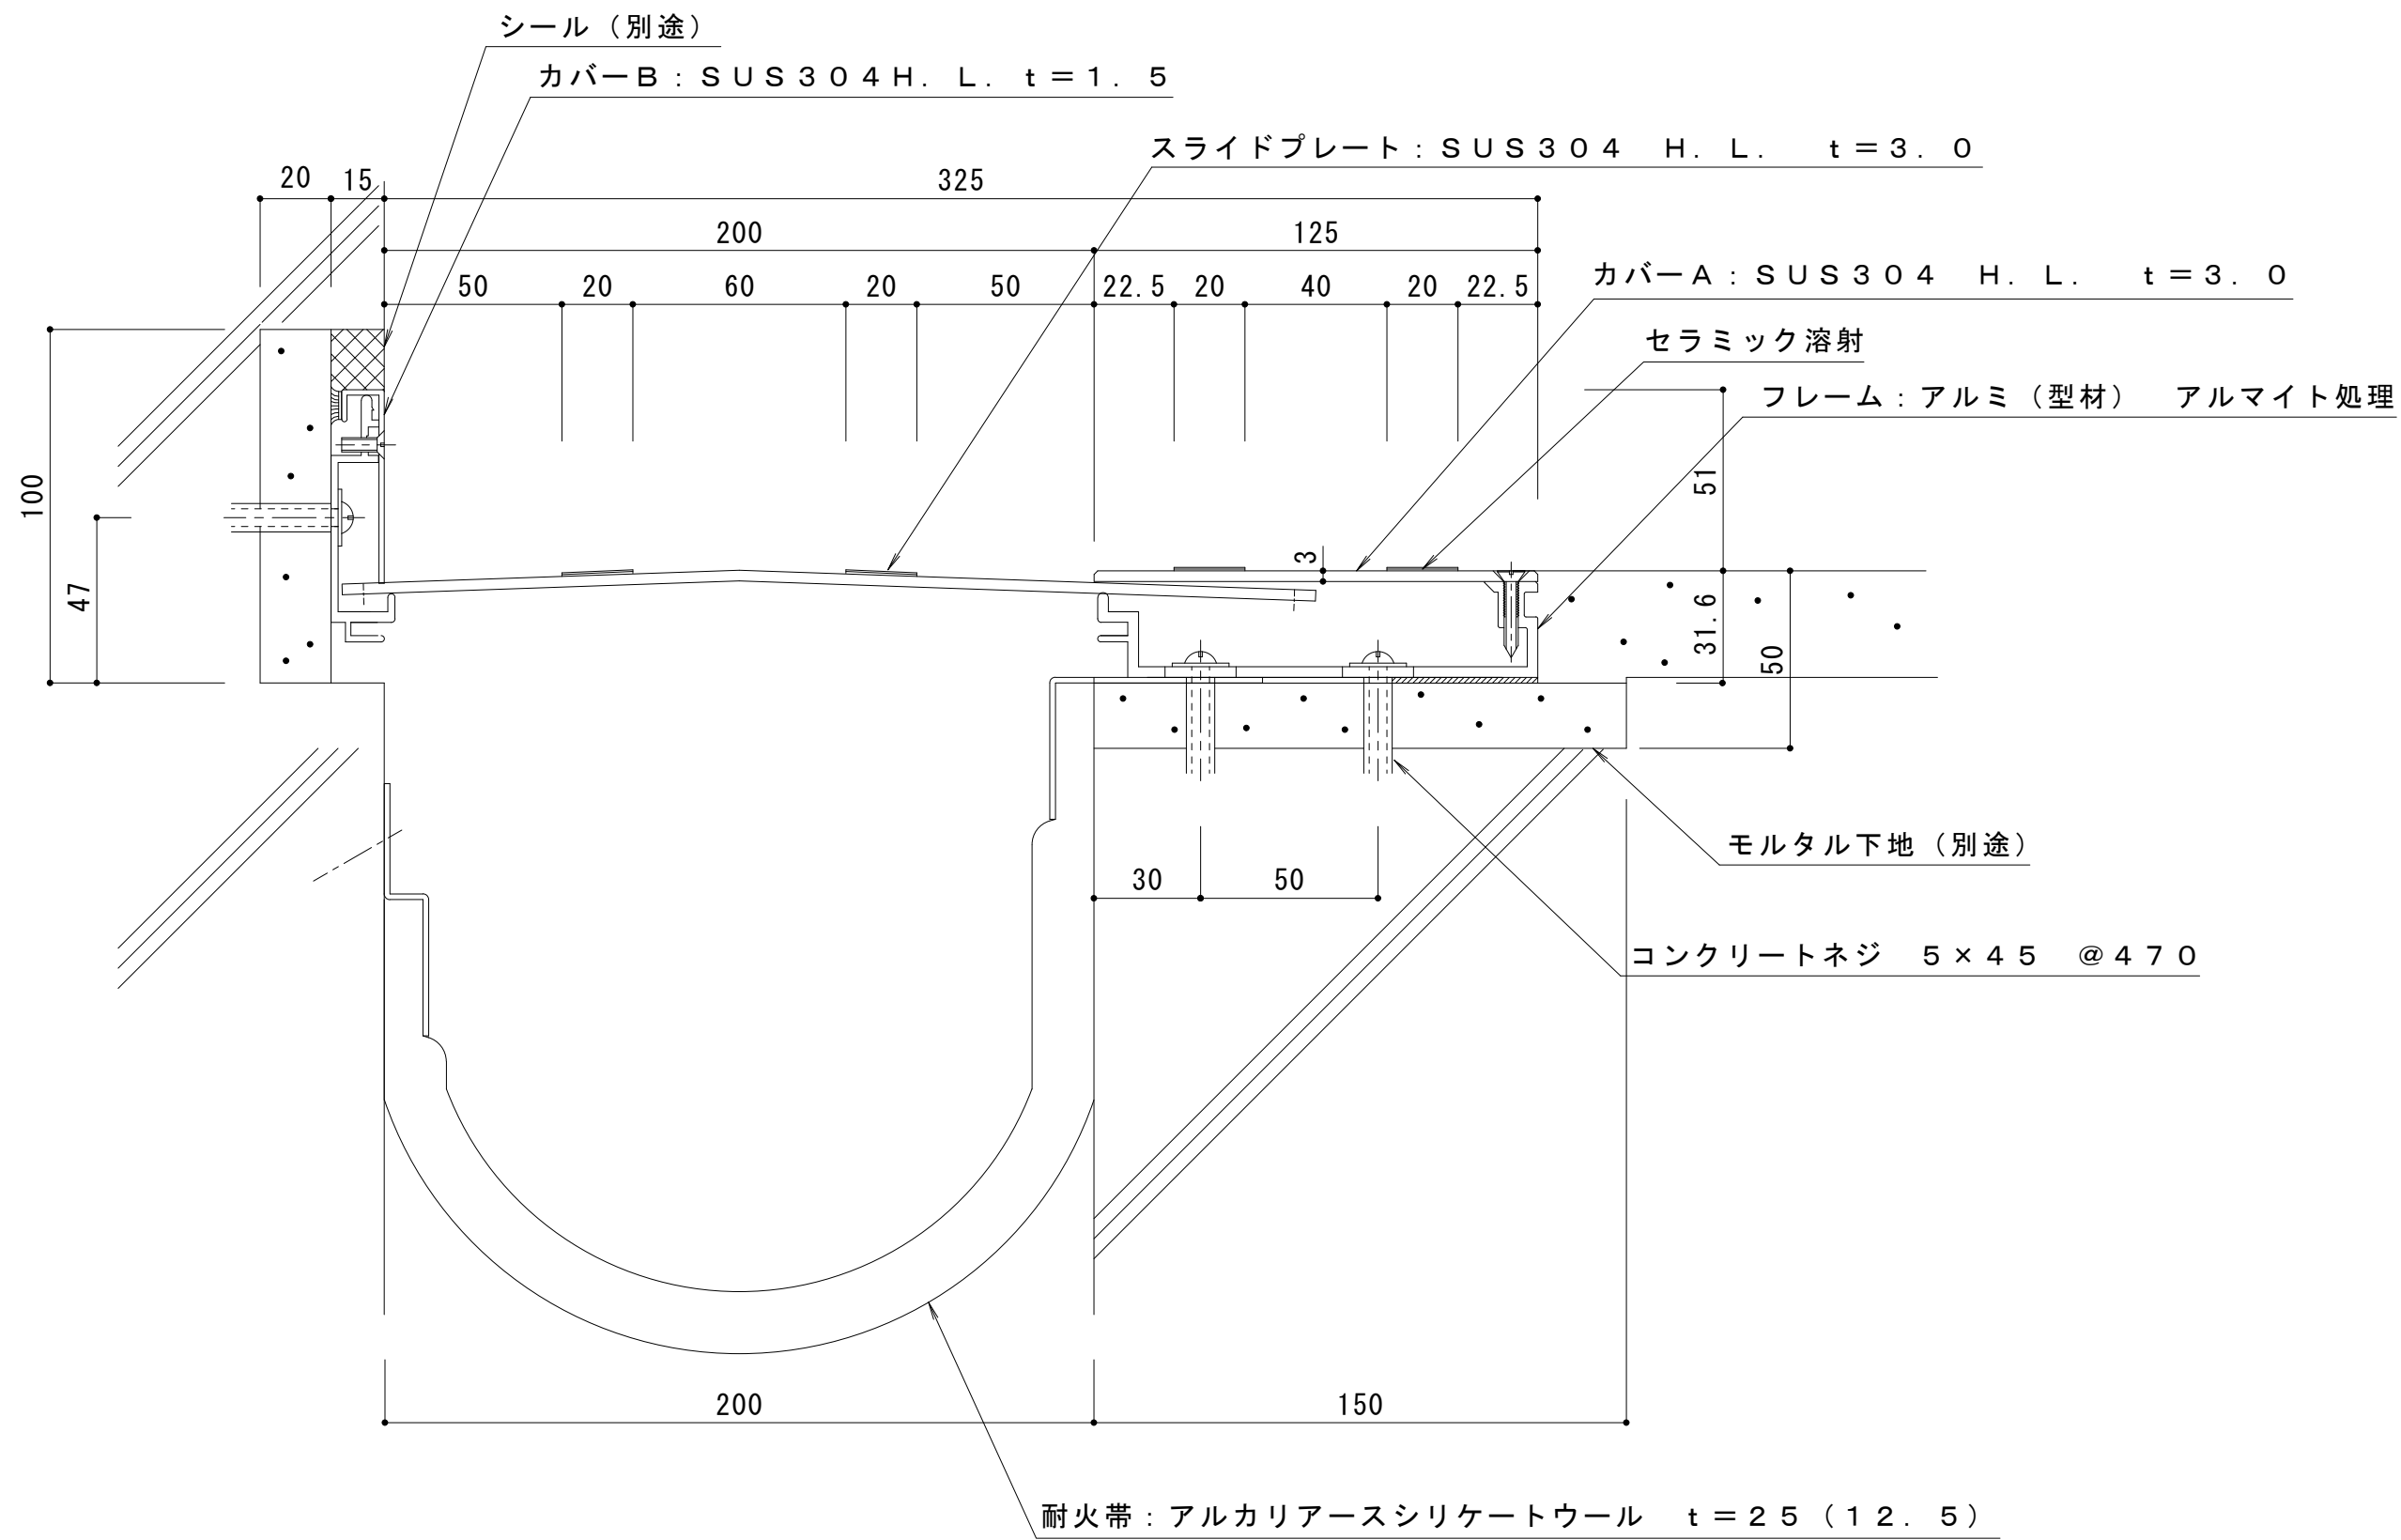 シール（別途）
カバーB：SUS304H．L．t＝1．5
スライドプレート：SUS304　H．L．　t＝3．0
20 15 325
200 125
カバーA：SUS304　H．L．　t＝3．0
50 20 60 20 50 22.5 20 40 20 22.5
セラミック溶射
フレーム：アルミ（型材）　アルマイト処理
100
51
47
3
31.6
50
モルタル下地（別途）
30 50
コンクリートネジ　5×45　@470
200 150
耐火帯：アルカリアースシリケートウール　t＝25（12．5）